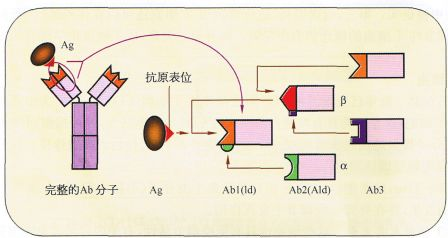 Ag
抗原表位
β
α
完整的Ab 分子
Ag
Ab1(Id)
Ab2(AId)
Ab3